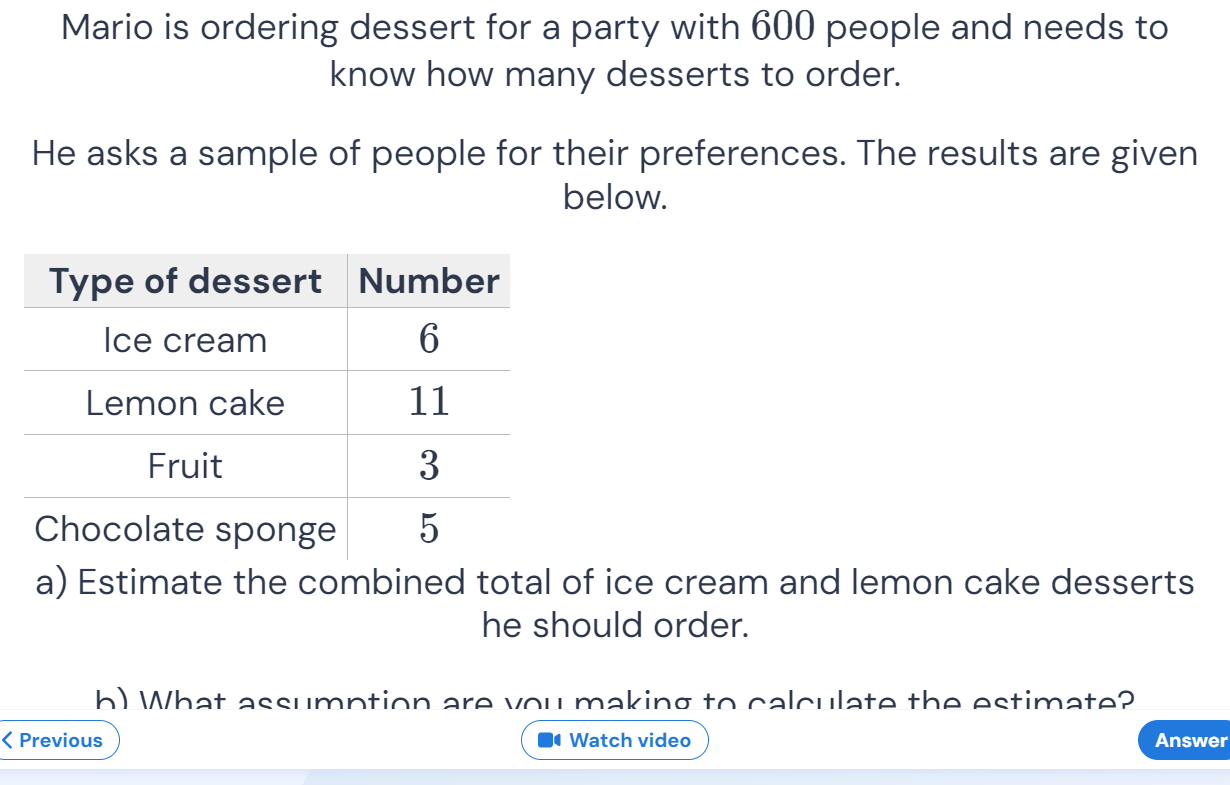 Mario is ordering dessert for a party with 600 people and needs to
know how many desserts to order.
He asks a sample of people for their preferences. The results are given
below.
Type of dessert Number
Ice cream 6
Lemon cake 11
Fruit 3
Chocolate sponge 5
a) Estimate the combined total of ice cream and lemon cake desserts
he should order.
b) What assumption are you making to calculate the estimate?
Previous Watch video Answer